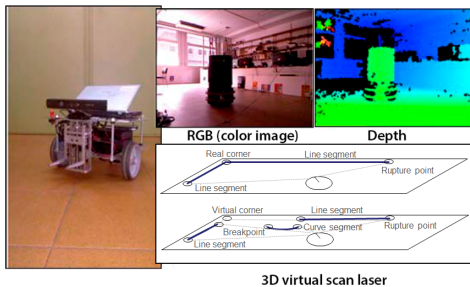 RGB (color image)
Depth
Real corner
Line segment
Line segment
Rupture point
Virtual corner
Line segment
Breakpoint
Curve segment
Rupture point
Line segment
3D virtual scan laser